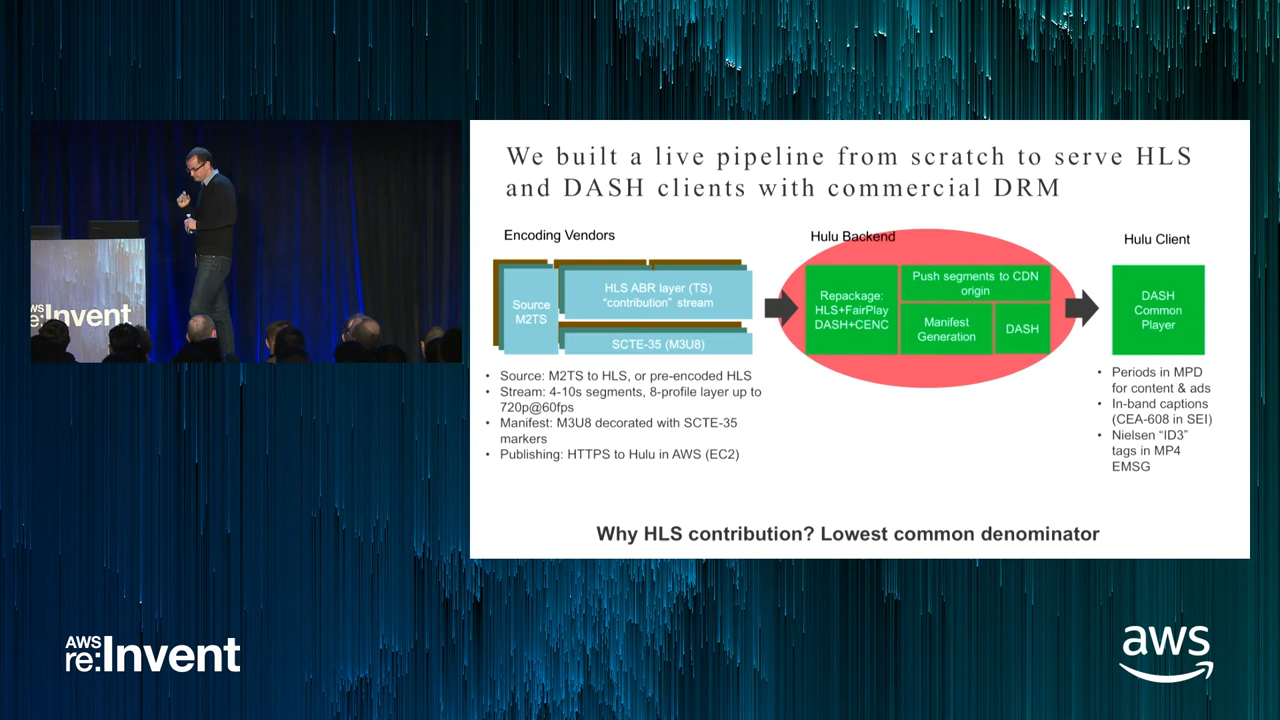 We built a live pipeline from scratch to serve HLS
and DASH clients with commercial DRM
Encoding Vendors
Hulu Backend
Hulu Client
Source
M2TS
HLS ABR layer (TS)
“contribution” stream
SCTE-35 (M3U8)
Repackage:
HLS+FairPlay
DASH+CENC
Push segments to CDN
origin
Manifest
Generation
DASH
DASH
Common
Player
• Source: M2TS to HLS, or pre-encoded HLS
• Stream: 4-10s segments, 8-profile layer up to
720p@60fps
• Manifest: M3U8 decorated with SCTE-35
markers
• Publishing: HTTPS to Hulu in AWS (EC2)
• Periods in MPD
for content & ads
• In-band captions
(CEA-608 in SEI)
• Nielsen “ID3”
tags in MP4
EMSG
Why HLS contribution? Lowest common denominator
WS
re:Invent
AWS
re:Invent
aws